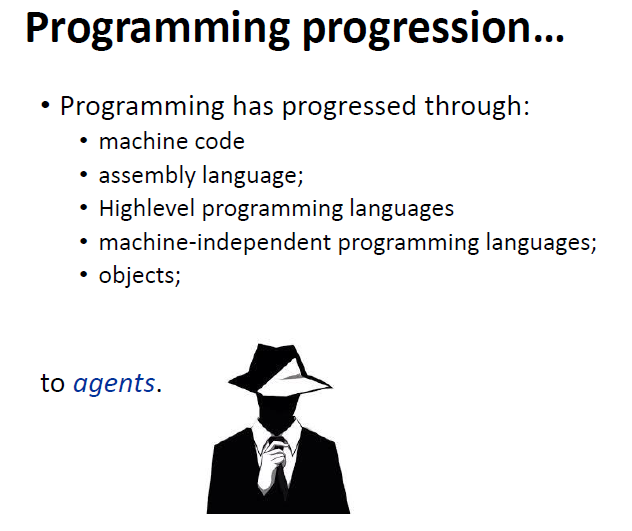 Programming progression...
• Programming has progressed through:
• machine code
• assembly language;
• Highlevel programming languages
• machine-independent programming languages;
• objects;
to agents.